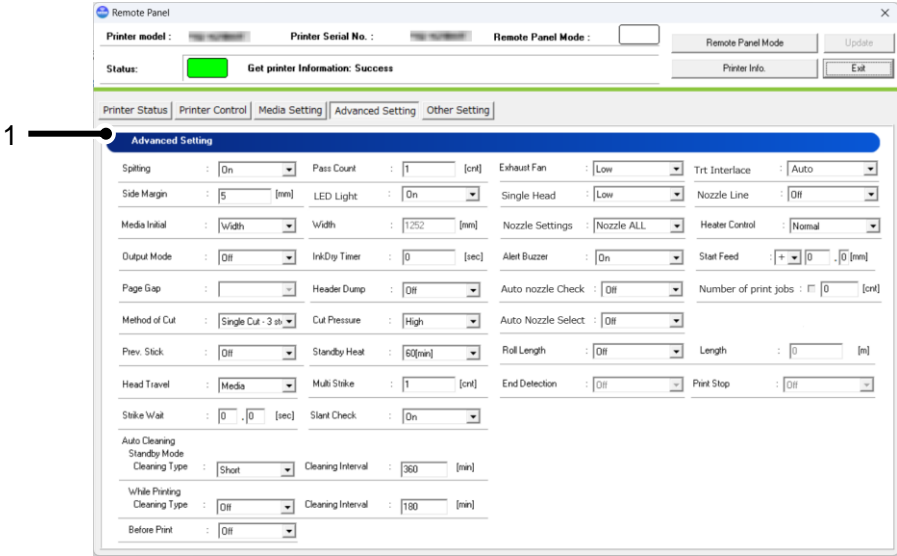 Remote Panel
Printer model : Printer Serial No. : Remote Panel Mode : Remote Panel Mode Update
Status: Get printer Information: Success Printer Info. Exit
Printer Status Printer Control Media Setting Advanced Setting Other Setting
1
Advanced Setting
Spitting : On Pass Count : 1 [cnt] Exhaust Fan : Low Trt Interlace : Auto
Side Margin : 5 [mm] LED Light : On Single Head : Low Nozzle Line : Off
Media Initial : Width Width : 1252 [mm] Nozzle Settings : Nozzle ALL Heater Control : Normal
Output Mode : Off InkDry Timer : 0 [sec] Alert Buzzer : On Start Feed : + 0 . 0 [mm]
Page Gap : Header Dump : Off Auto nozzle Check : Off Number of print jobs : 0 [cnt]
Method of Cut : Single Cut - 3 st Cut Pressure : High Auto Nozzle Select : Off
Prev. Stick : Off Standby Heat : 60[min] Roll Length : Off Length : 0 [m]
Head Travel : Media Multi Strike : 1 [cnt] End Detection : Off Print Stop : Off
Strike Wait : 0 . 0 [sec] Slant Check : On
Auto Cleaning
Standby Mode
Cleaning Type : Short Cleaning Interval : 360 [min]
While Printing
Cleaning Type : Off Cleaning Interval : 180 [min]
Before Print : Off